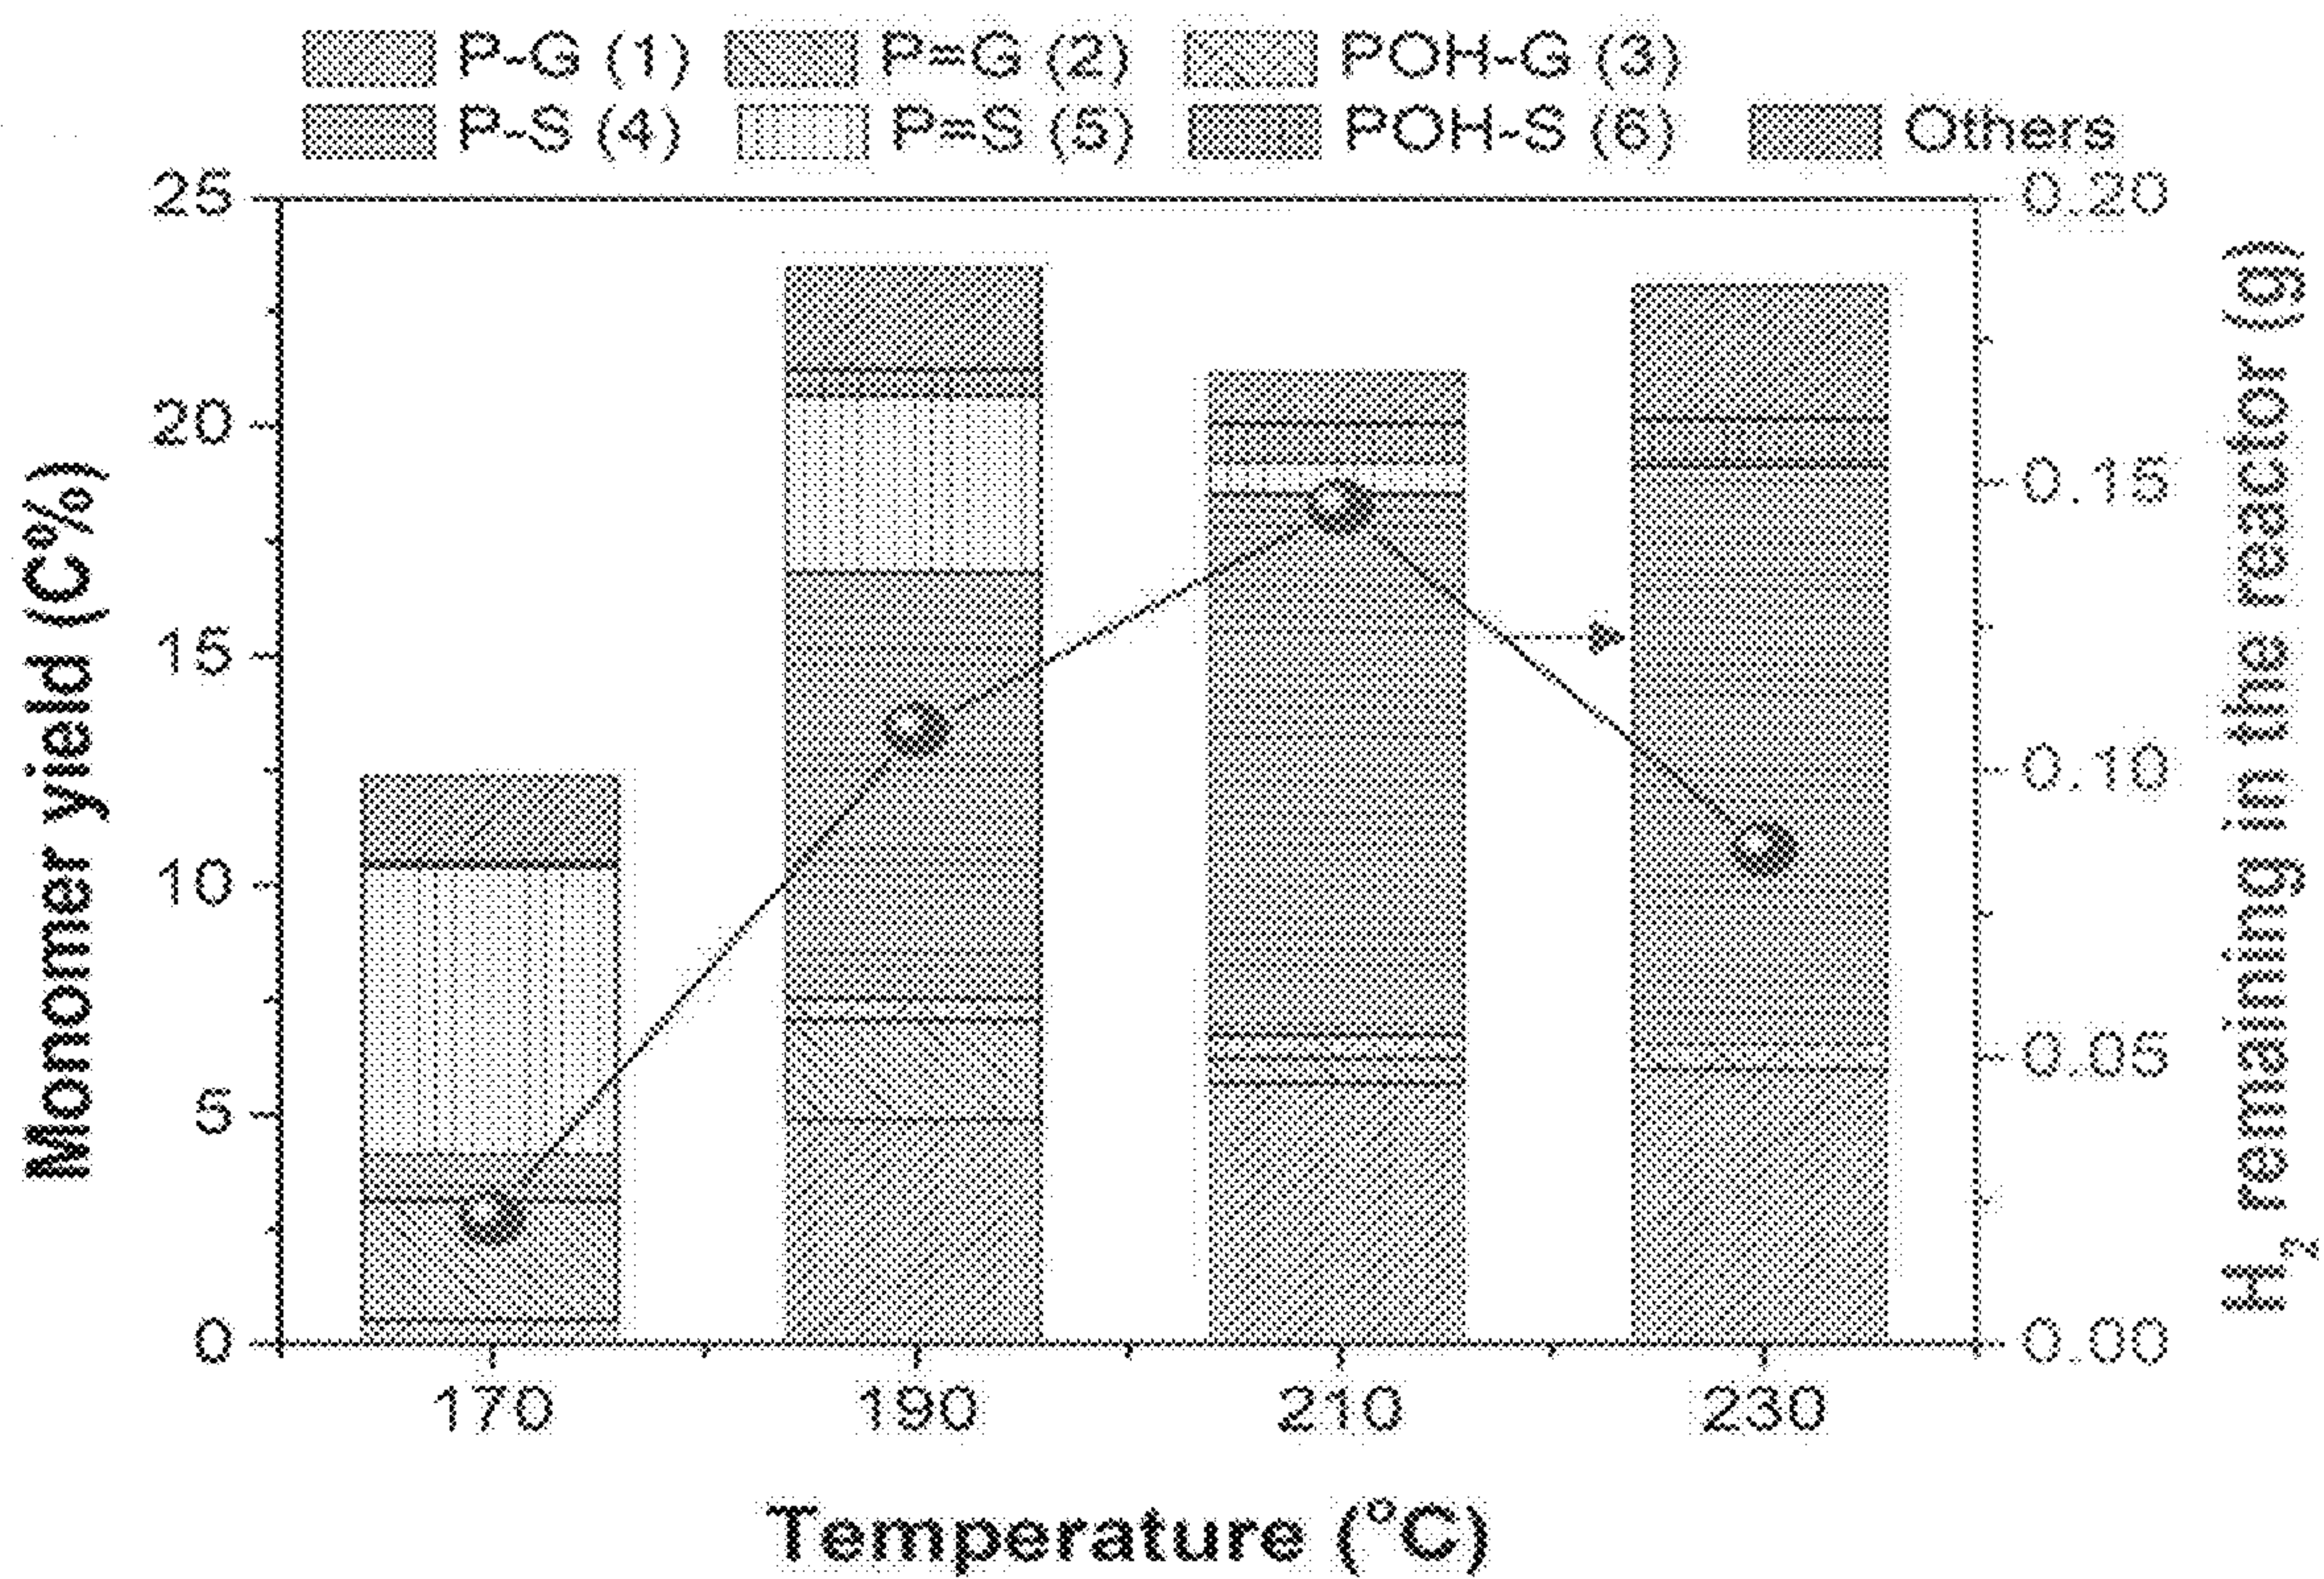 P-G (1) P=G (2) POH-G (3)
P-S (4) P=S (5) POH-S (6) Others
Monomer yield (C%)
25
20
15
10
5
0
0.20
0.15
0.10
0.05
0.00
H₂ remaining in the reactor (g)
170 190 210 230
Temperature (°C)